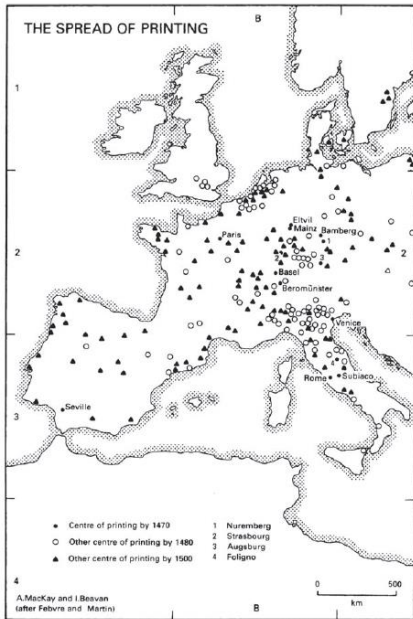 B
THE SPREAD OF PRINTING
1
Eltvil
Mainz
Bamberg
Paris
1
2
2
2
3
Basel
Beromünster
Venice
4
Rome
Subiaco
Seville
3
Centre of printing by 1470
Other centre of printing by 1480
Other centre of printing by 1500
1 Nuremberg
2 Strasbourg
3 Augsburg
4 Foligno
4
A.MacKay and I.Beavan
(after Febvre and Martin)
B
0 500
km